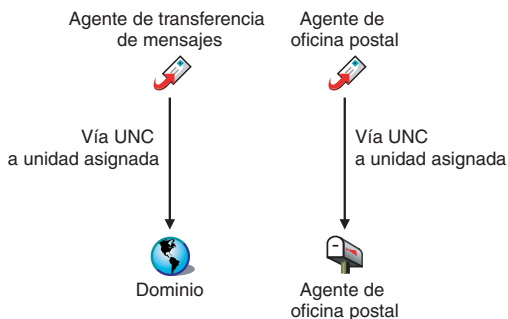 Agente de transferencia
de mensajes
Agente de
oficina postal
Vía UNC
a unidad asignada
Vía UNC
a unidad asignada
Dominio
Agente de
oficina postal